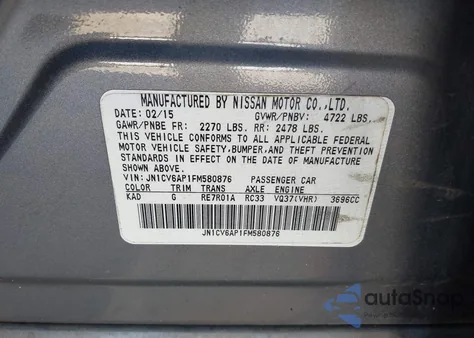 MANUFACTURED BY NISSAN MOTOR CO.,LTD.
DATE: 02/15 GVWR/PNBV: 4722 LBS.
GAWR/PNBE FR: 2270 LBS. RR: 2478 LBS.
THIS VEHICLE CONFORMS TO ALL APPLICABLE FEDERAL
MOTOR VEHICLE SAFETY,BUMPER,AND THEFT PREVENTION
STANDARDS IN EFFECT ON THE DATE OF MANUFACTURE
SHOWN ABOVE.
VIN: JN1CV6AP1FM580876 PASSENGER CAR
COLOR TRIM TRANS AXLE ENGINE
KAD G RE7R01A RC33 VQ37(VHR) 3696CC
JN1CV6AP1FM580876
autoSnap